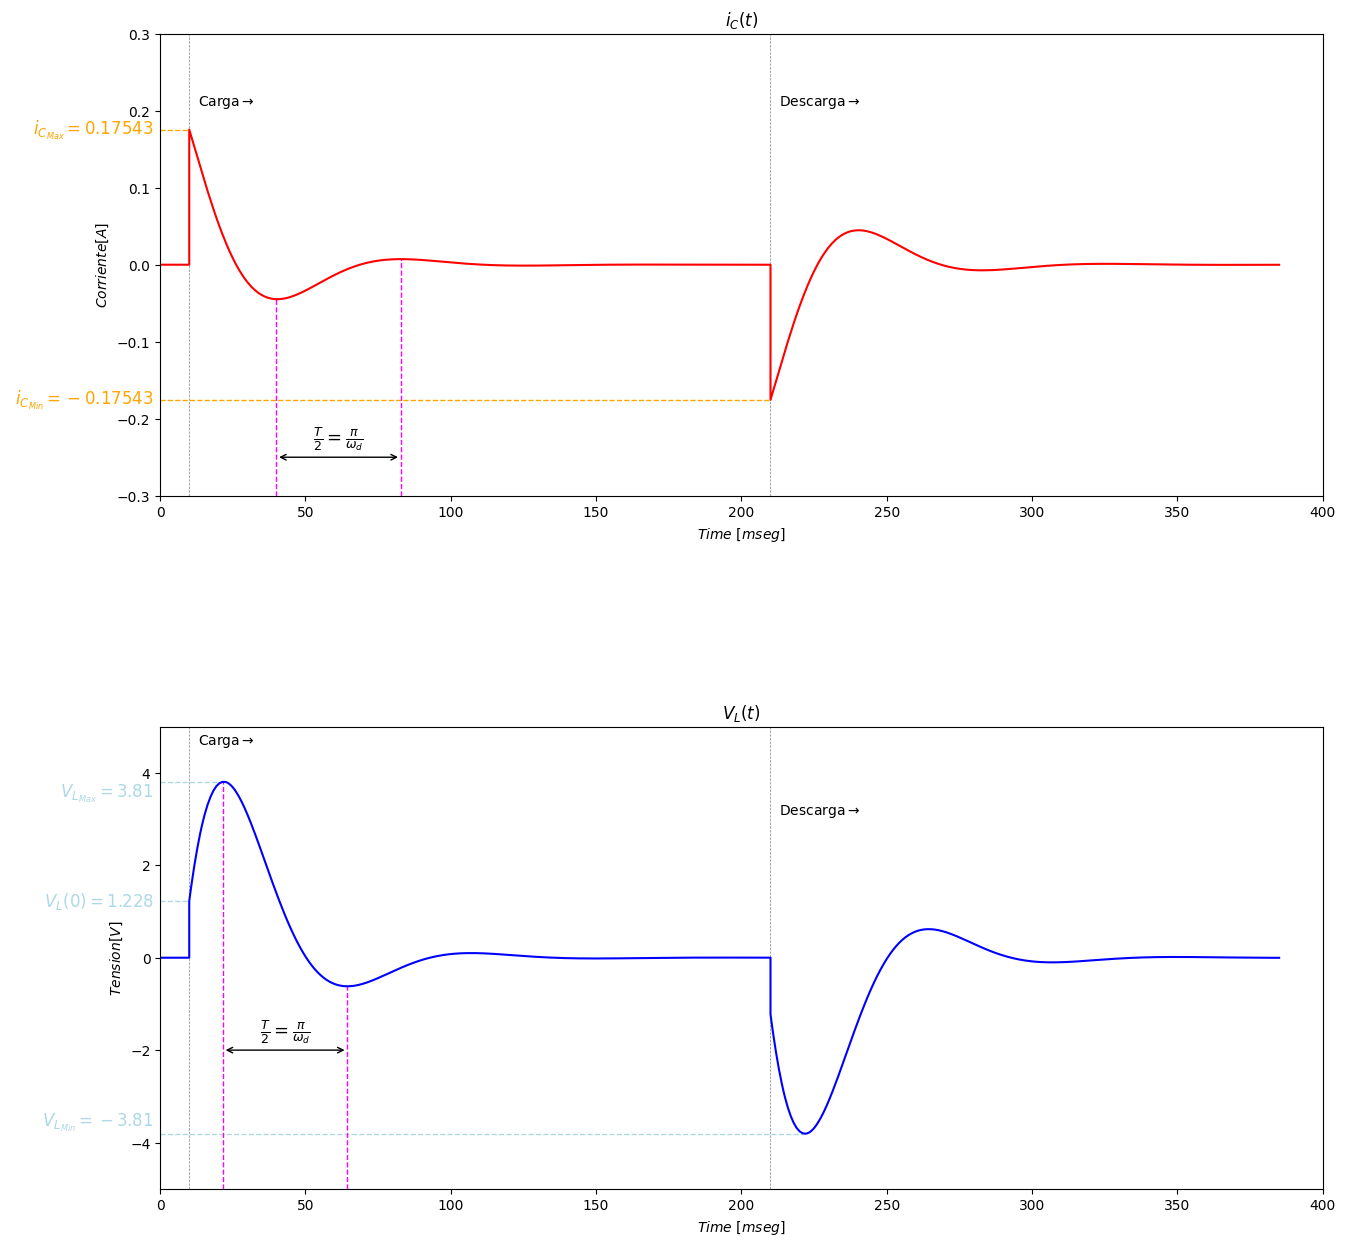 i_C(t)
0.3
Carga→
Descarga→
0.2
i_{C_{Max}} = 0.17543
0.1
Corriente[A]
0.0
−0.1
i_{C_{Min}} = −0.17543
−0.2
T/2 = π/ω_d
−0.3
0 50 100 150 200 250 300 350 400
Time [mseg]
V_L(t)
Carga→
4
V_{L_{Max}} = 3.81
Descarga→
2
V_L(0) = 1.228
Tension[V]
0
T/2 = π/ω_d
−2
V_{L_{Min}} = −3.81
−4
0 50 100 150 200 250 300 350 400
Time [mseg]